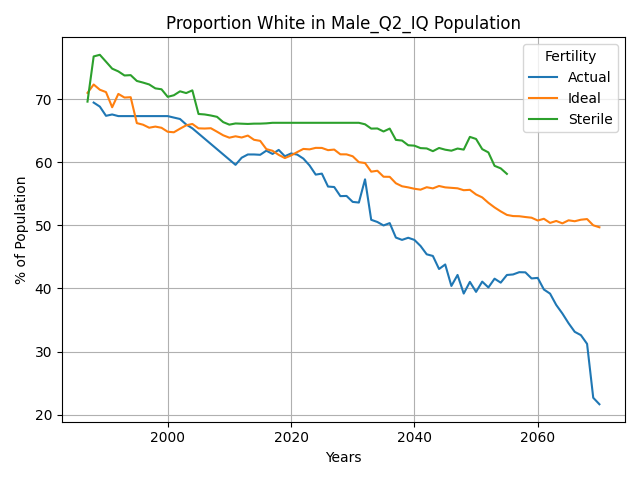 Proportion White in Male_Q2_IQ Population
Fertility
Actual
Ideal
Sterile
% of Population
70
60
50
40
30
20
2000
2020
2040
2060
Years